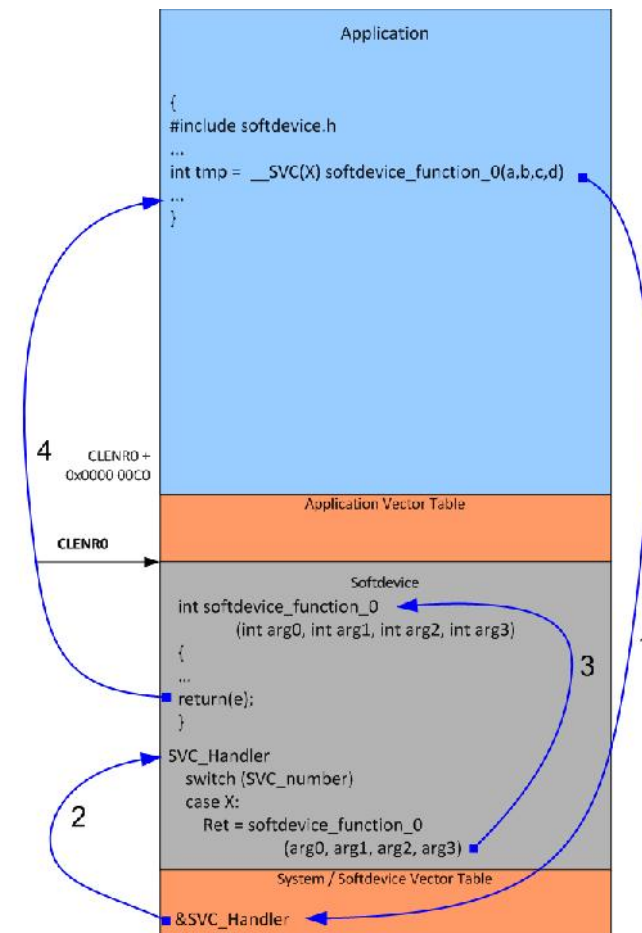 Application
{
#include softdevice.h
...
int tmp = __SVC(X) softdevice_function_0(a,b,c,d)
...
}
4
CLENR0 +
0x0000 00C0
Application Vector Table
CLENR0
Softdevice
int softdevice_function_0
(int arg0, int arg1, int arg2, int arg3)
{
...
return(e);
}
3
SVC_Handler
switch (SVC_number)
case X:
Ret = softdevice_function_0
(arg0, arg1, arg2, arg3)
2
System / Softdevice Vector Table
&SVC_Handler